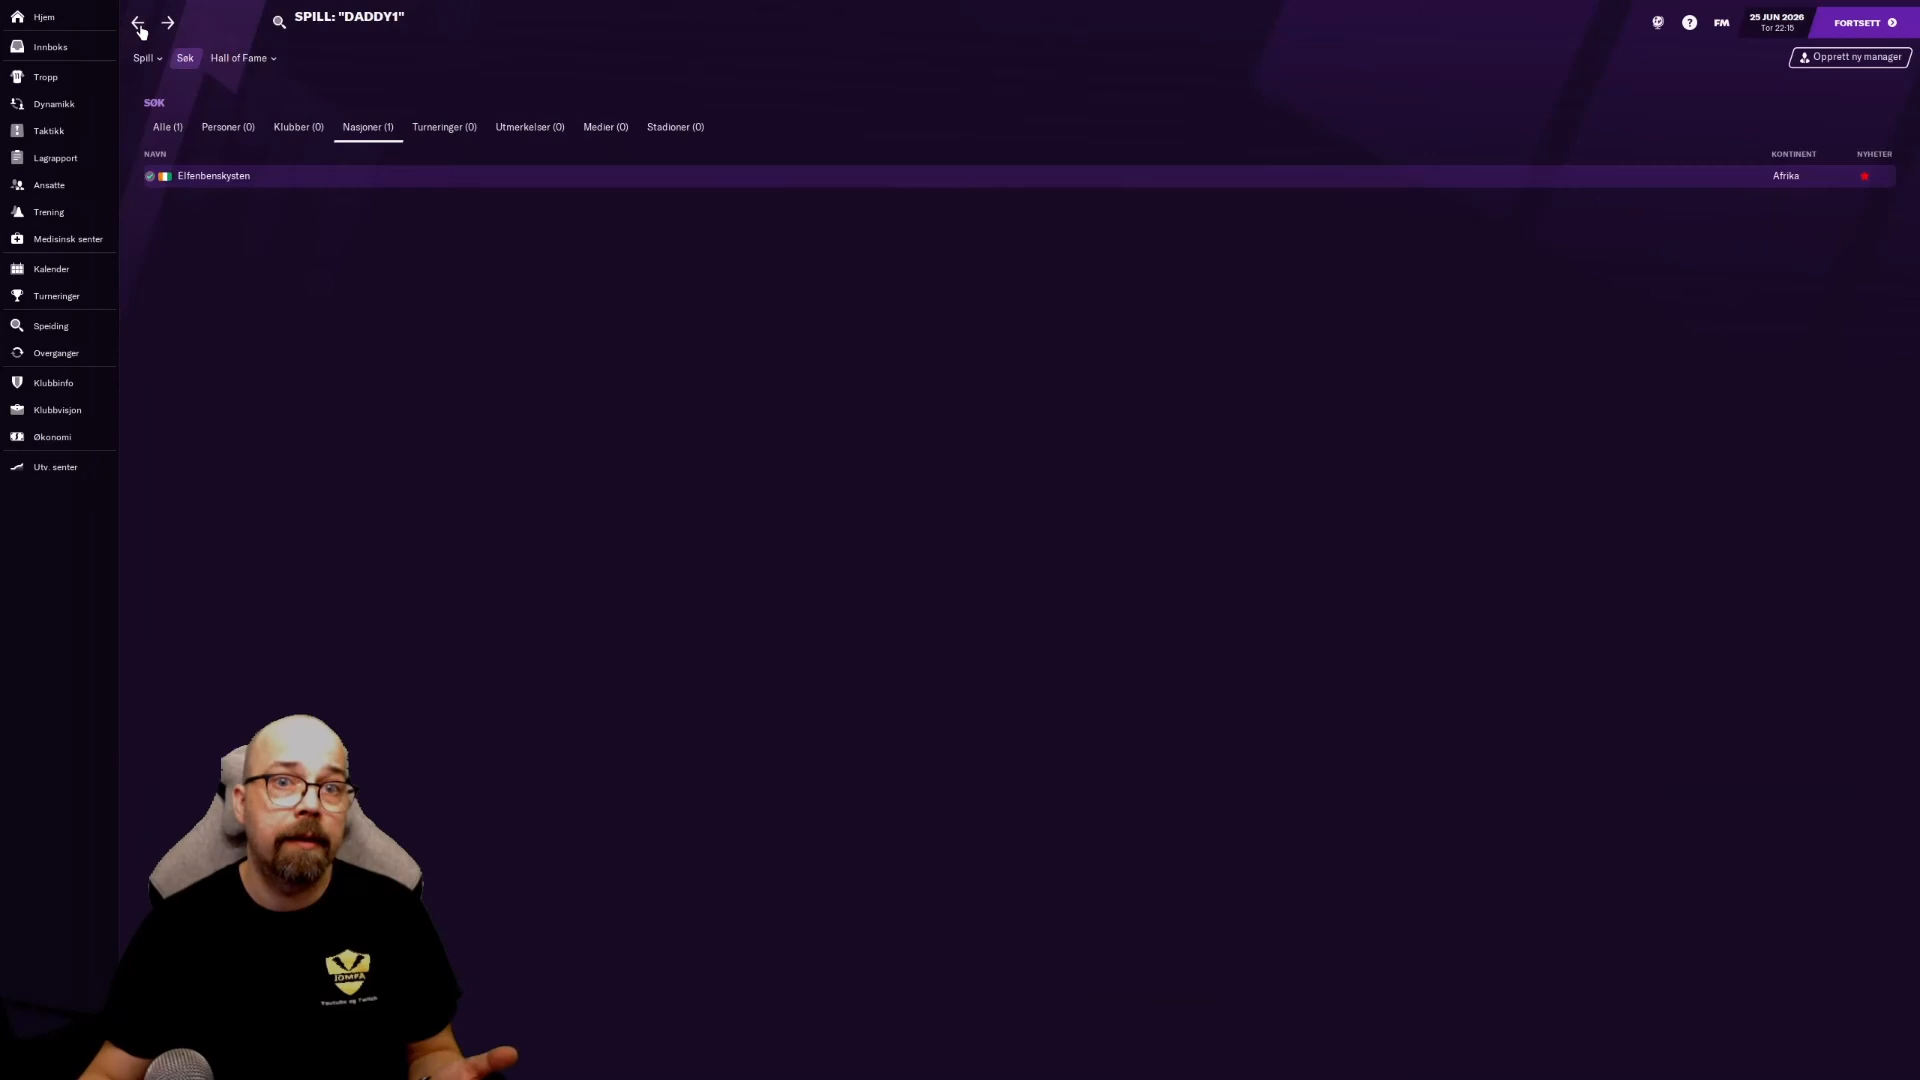 Hjem
Innboks
Tropp
Dynamikk
Taktikk
Lagrapport
Ansatte
Trening
Medisinsk senter
Kalender
Turneringer
Speiding
Overganger
Klubbinfo
Klubbvisjon
Økonomi
Utv. senter
SPILL: "DADDY1"
FM
25 JUN 2026
Tor 22:15
FORTSETT
Spill
Søk
Hall of Fame
Opprett ny manager
SØK
Alle (1) Personer (0) Klubber (0) Nasjoner (1) Turneringer (0) Utmerkelser (0) Medier (0) Stadioner (0)
NAVN KONTINENT NYHETER
Elfenbenskysten Afrika
JOMPA
Youtube og Twitch